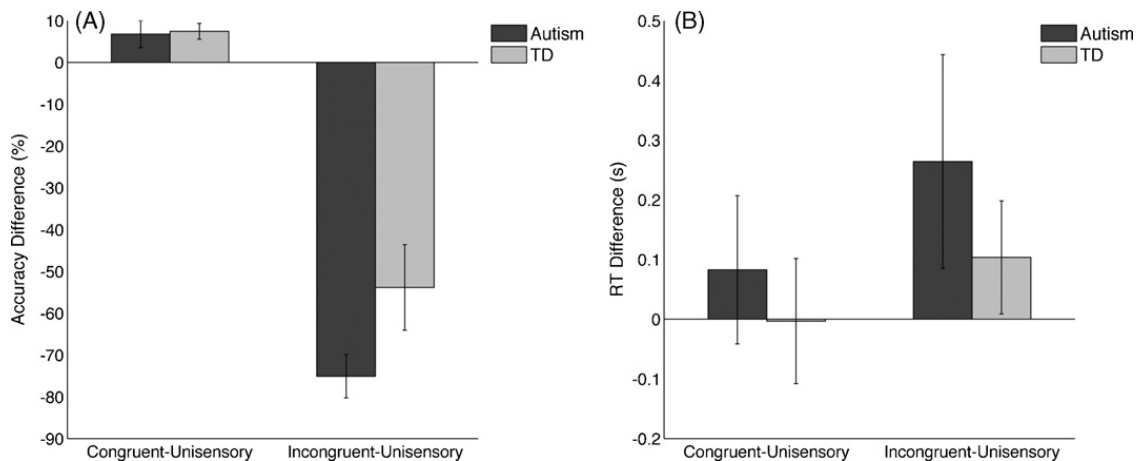 (A)
Autism
TD
10
0
-10
-20
-30
-40
-50
-60
-70
-80
-90
Accuracy Difference (%)
Congruent-Unisensory
Incongruent-Unisensory
(B)
Autism
TD
0.5
0.4
0.3
0.2
0.1
0
-0.1
-0.2
RT Difference (s)
Congruent-Unisensory
Incongruent-Unisensory